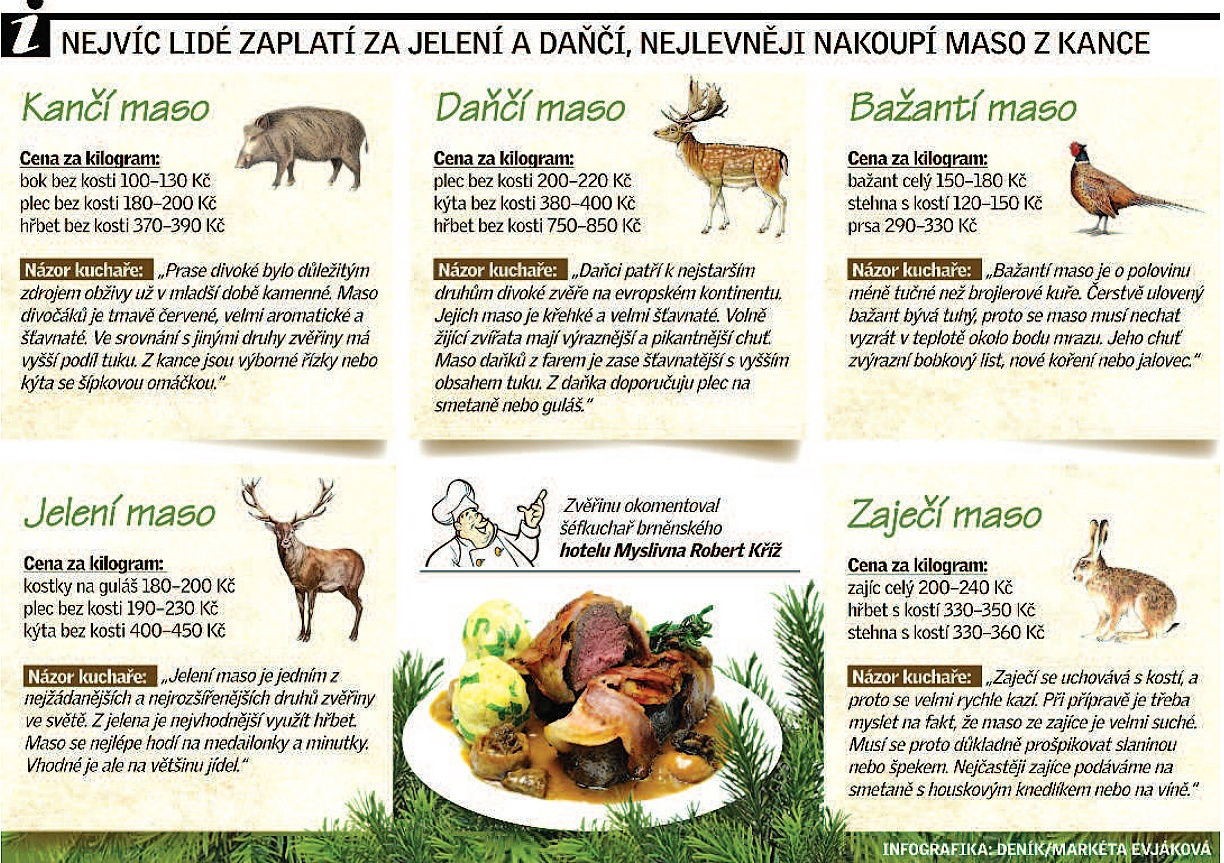 i
NEJVÍC LIDÉ ZAPLATÍ ZA JELENÍ A DAŇČÍ, NEJLEVNĚJI NAKOUPÍ MASO Z KANCE
Kančí maso
Cena za kilogram:
bok bez kosti 100–130 Kč
plec bez kosti 180–200 Kč
hřbet bez kosti 370–390 Kč
Názor kuchaře: „Prase divoké bylo důležitým
zdrojem obživy už v mladší době kamenné. Maso
divočáků je tmavě červené, velmi aromatické a
šťavnaté. Ve srovnání s jinými druhy zvěřiny má
vyšší podíl tuku. Z kance jsou výborné řízky nebo
kýta se šípkovou omáčkou.“
Daňčí maso
Cena za kilogram:
plec bez kosti 200–220 Kč
kýta bez kosti 380–400 Kč
hřbet bez kosti 750–850 Kč
Názor kuchaře: „Daňci patří k nejstarším
druhům divoké zvěře na evropském kontinentu.
Jejich maso je křehké a velmi šťavnaté. Volně
žijící zvířata mají výraznější a pikantnější chuť.
Maso daňků z farem je zase šťavnatější s vyšším
obsahem tuku. Z daňka doporučuju plec na
smetaně nebo guláš.“
Bažantí maso
Cena za kilogram:
bažant celý 150–180 Kč
stehna s kostí 120–150 Kč
prsa 290–330 Kč
Názor kuchaře: „Bažantí maso je o polovinu
méně tučné než brojlerové kuře. Čerstvě ulovený
bažant bývá tuhý, proto se maso musí nechat
vyzrát v teplotě okolo bodu mrazu. Jeho chuť
zvýrazní bobkový list, nové koření nebo jalovec.“
Jelení maso
Cena za kilogram:
kostky na guláš 180–200 Kč
plec bez kosti 190–230 Kč
kýta bez kosti 400–450 Kč
Názor kuchaře: „Jelení maso je jedním z
nejžádanějších a nejrozšířenějších druhů zvěřiny
ve světě. Z jelena je nejvhodnější využít hřbet.
Maso se nejlépe hodí na medailonky a minutky.
Vhodné je ale na většinu jídel.“
Zvěřinu okomentoval
šéfkuchař brněnského
hotelu Myslivna Robert Kříž
Zaječí maso
Cena za kilogram:
zajíc celý 200–240 Kč
hřbet s kostí 330–350 Kč
stehna s kostí 330–360 Kč
Názor kuchaře: „Zaječí se uchovává s kostí, a
proto se velmi rychle kazí. Při přípravě je třeba
myslet na fakt, že maso ze zajíce je velmi suché.
Musí se proto důkladně prošpikovat slaninou
nebo špekem. Nejčastěji zajíce podáváme na
smetaně s houskovým knedlíkem nebo na víně.“
INFOGRAFIKA: DENÍK/MARKÉTA EVJÁKOVÁ